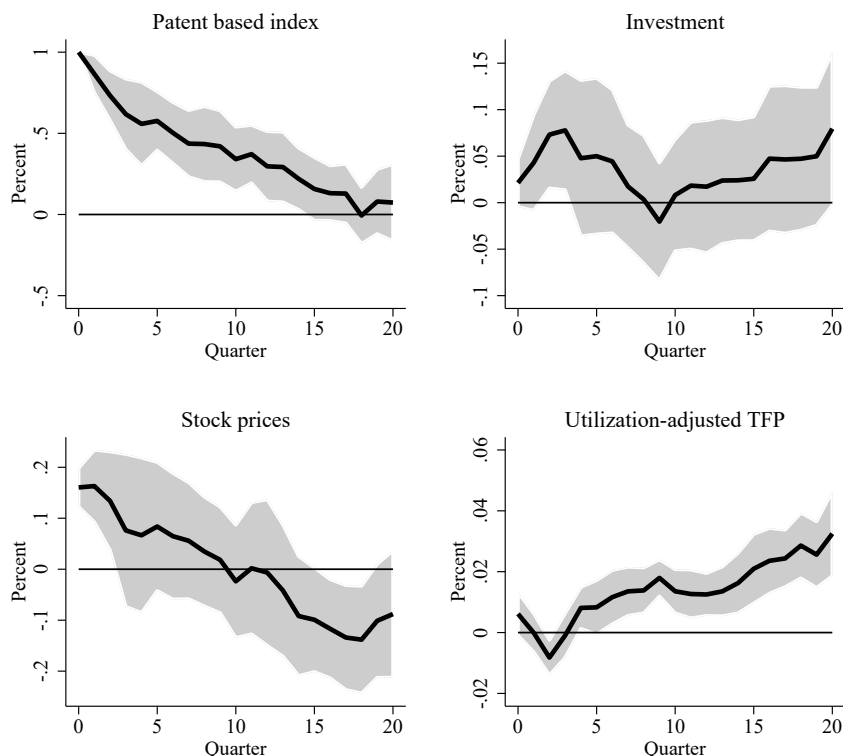 Patent based index
Percent
1
.5
0
-.5
0 5 10 15 20
Quarter
Investment
Percent
.15
.1
.05
0
-.05
-.1
0 5 10 15 20
Quarter
Stock prices
Percent
.2
.1
0
-.1
-.2
0 5 10 15 20
Quarter
Utilization-adjusted TFP
Percent
.06
.04
.02
0
-.02
0 5 10 15 20
Quarter